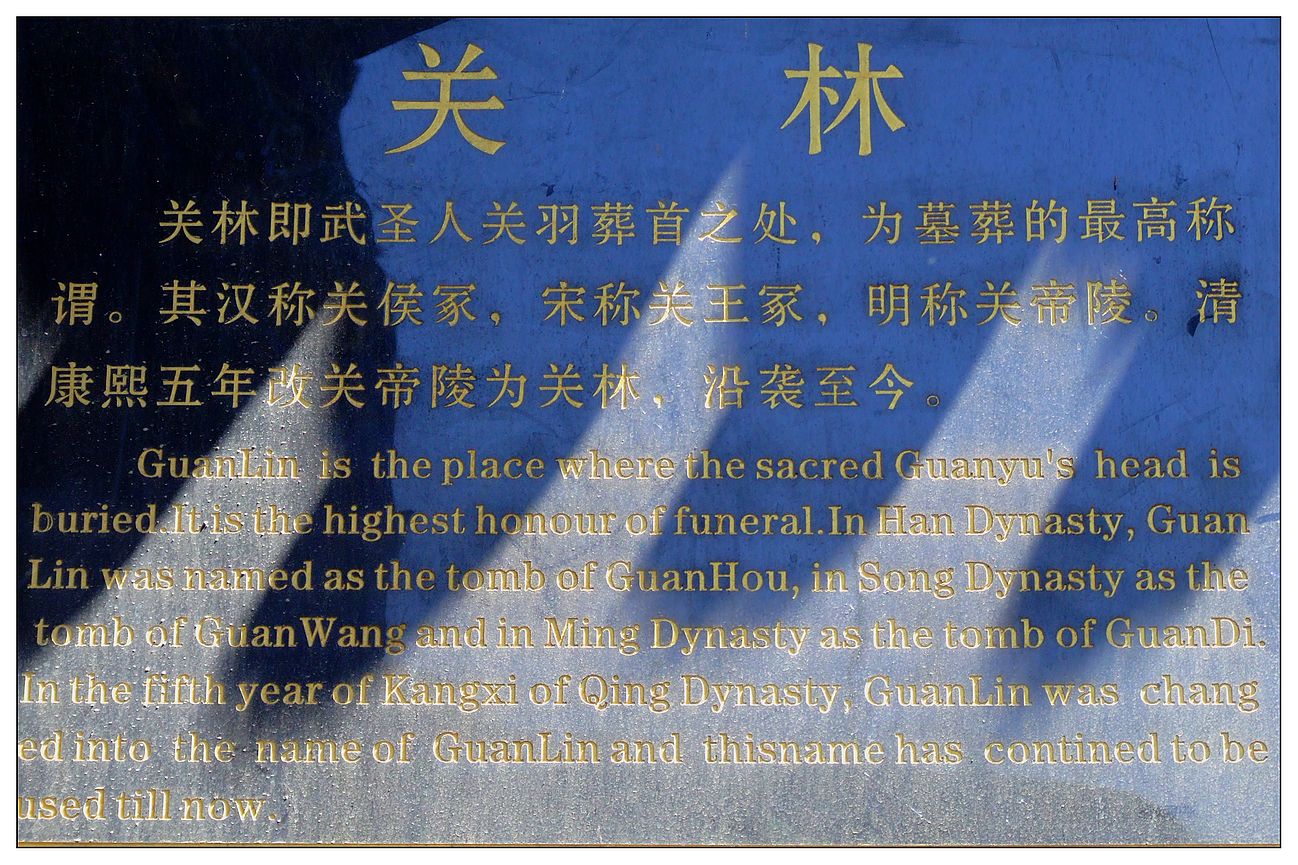 关 林
关林即武圣人关羽葬首之处，为墓葬的最高称
谓。其汉称关侯冢，宋称关王冢，明称关帝陵。清
康熙五年改关帝陵为关林，沿袭至今。
GuanLin is the place where the sacred Guanyu's head is
buried.It is the highest honour of funeral.In Han Dynasty, Guan
Lin was named as the tomb of GuanHou, in Song Dynasty as the
tomb of GuanWang and in Ming Dynasty as the tomb of GuanDi.
In the fifth year of Kangxi of Qing Dynasty, GuanLin was chang
ed into the name of GuanLin and thisname has contined to be
used till now.